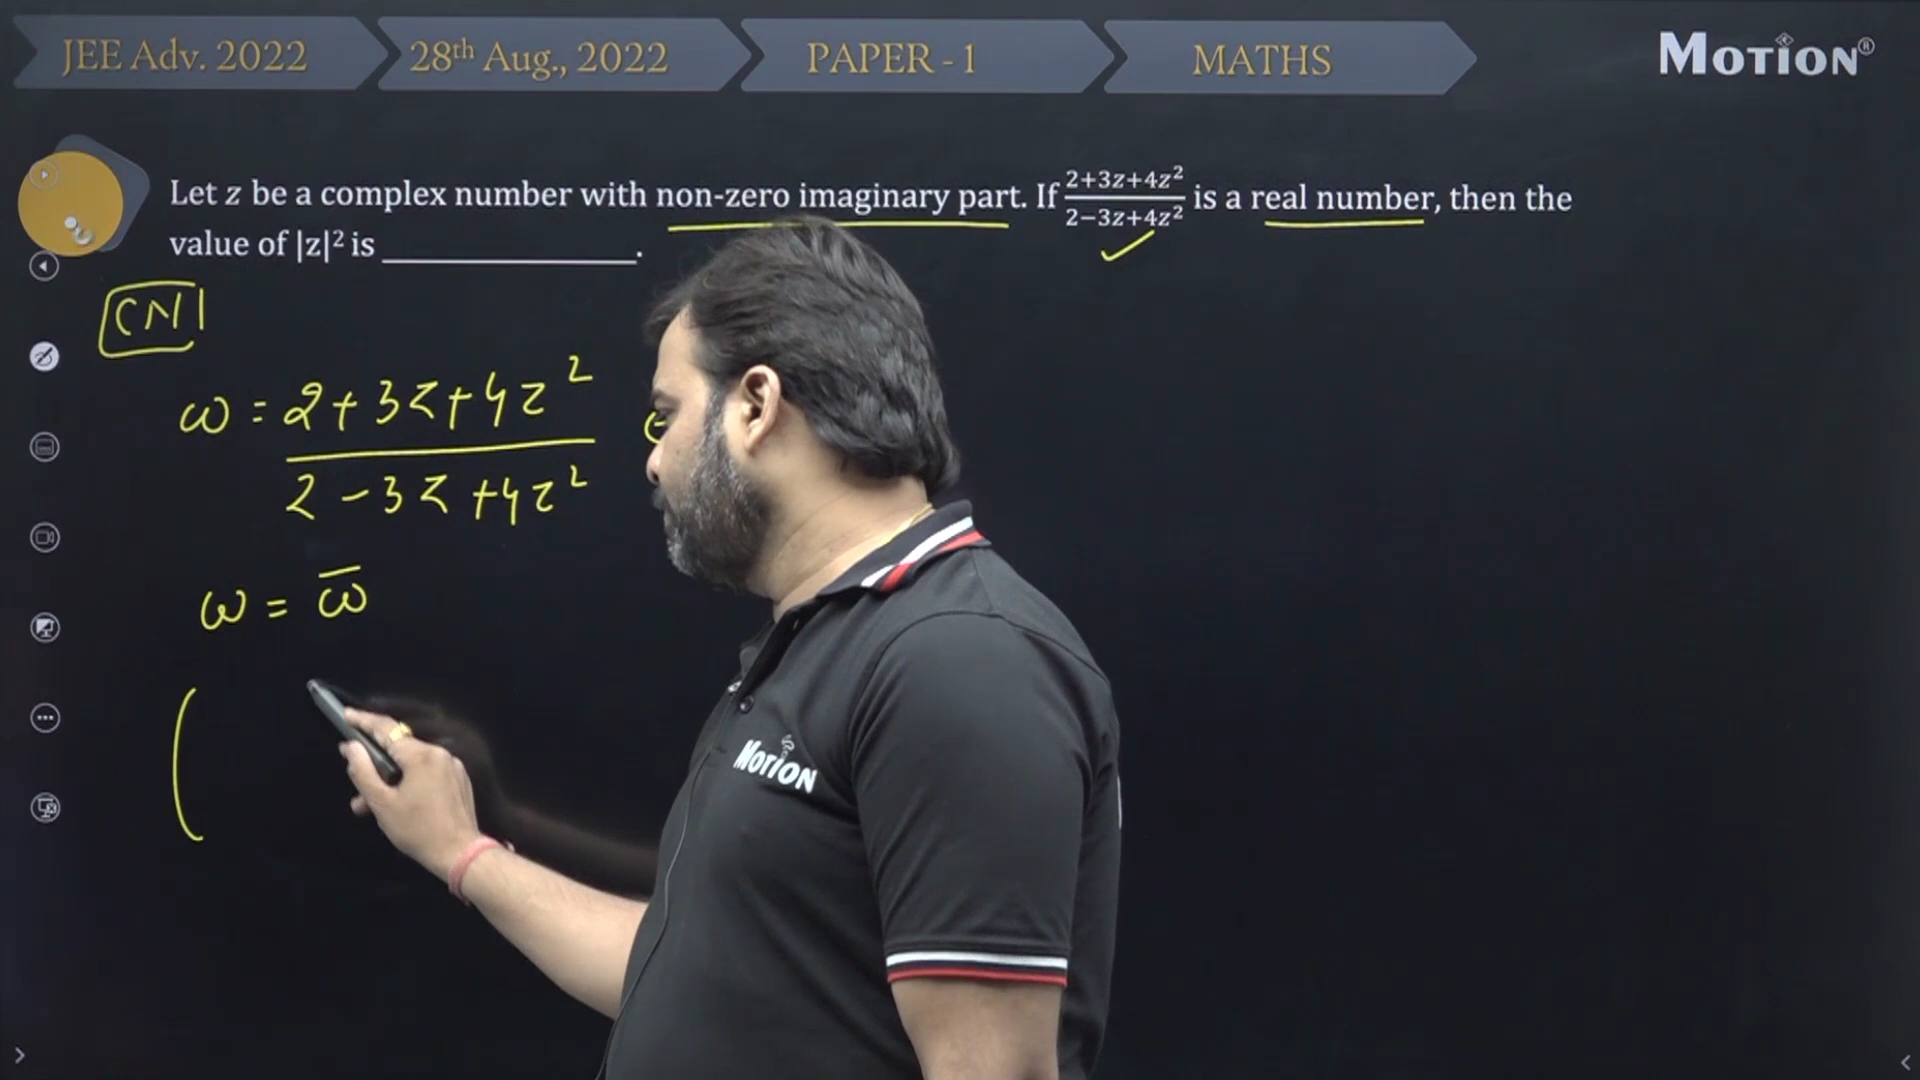 JEE Adv. 2022 28th Aug., 2022 PAPER - 1 MATHS MOTION®
Let z be a complex number with non-zero imaginary part. If (2+3z+4z²)/(2−3z+4z²) is a real number, then the
value of |z|² is ____________.
CN
ω = (2 + 3z + 4z²)/(2 − 3z + 4z²)
ω = ω̅
(
MOTION